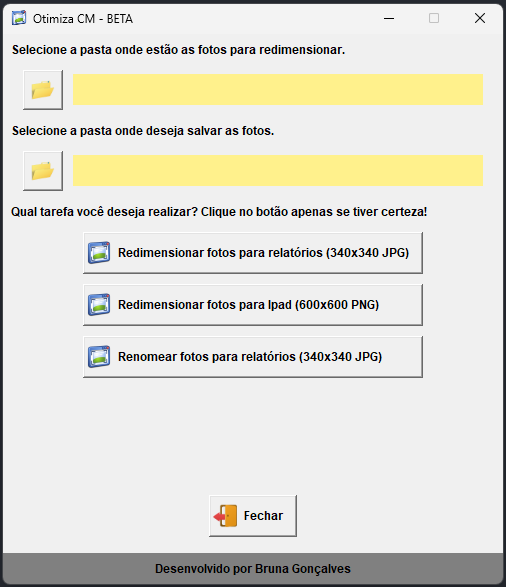 Otimiza CM - BETA
Selecione a pasta onde estão as fotos para redimensionar.
Selecione a pasta onde deseja salvar as fotos.
Qual tarefa você deseja realizar? Clique no botão apenas se tiver certeza!
Redimensionar fotos para relatórios (340x340 JPG)
Redimensionar fotos para Ipad (600x600 PNG)
Renomear fotos para relatórios (340x340 JPG)
Fechar
Desenvolvido por Bruna Gonçalves